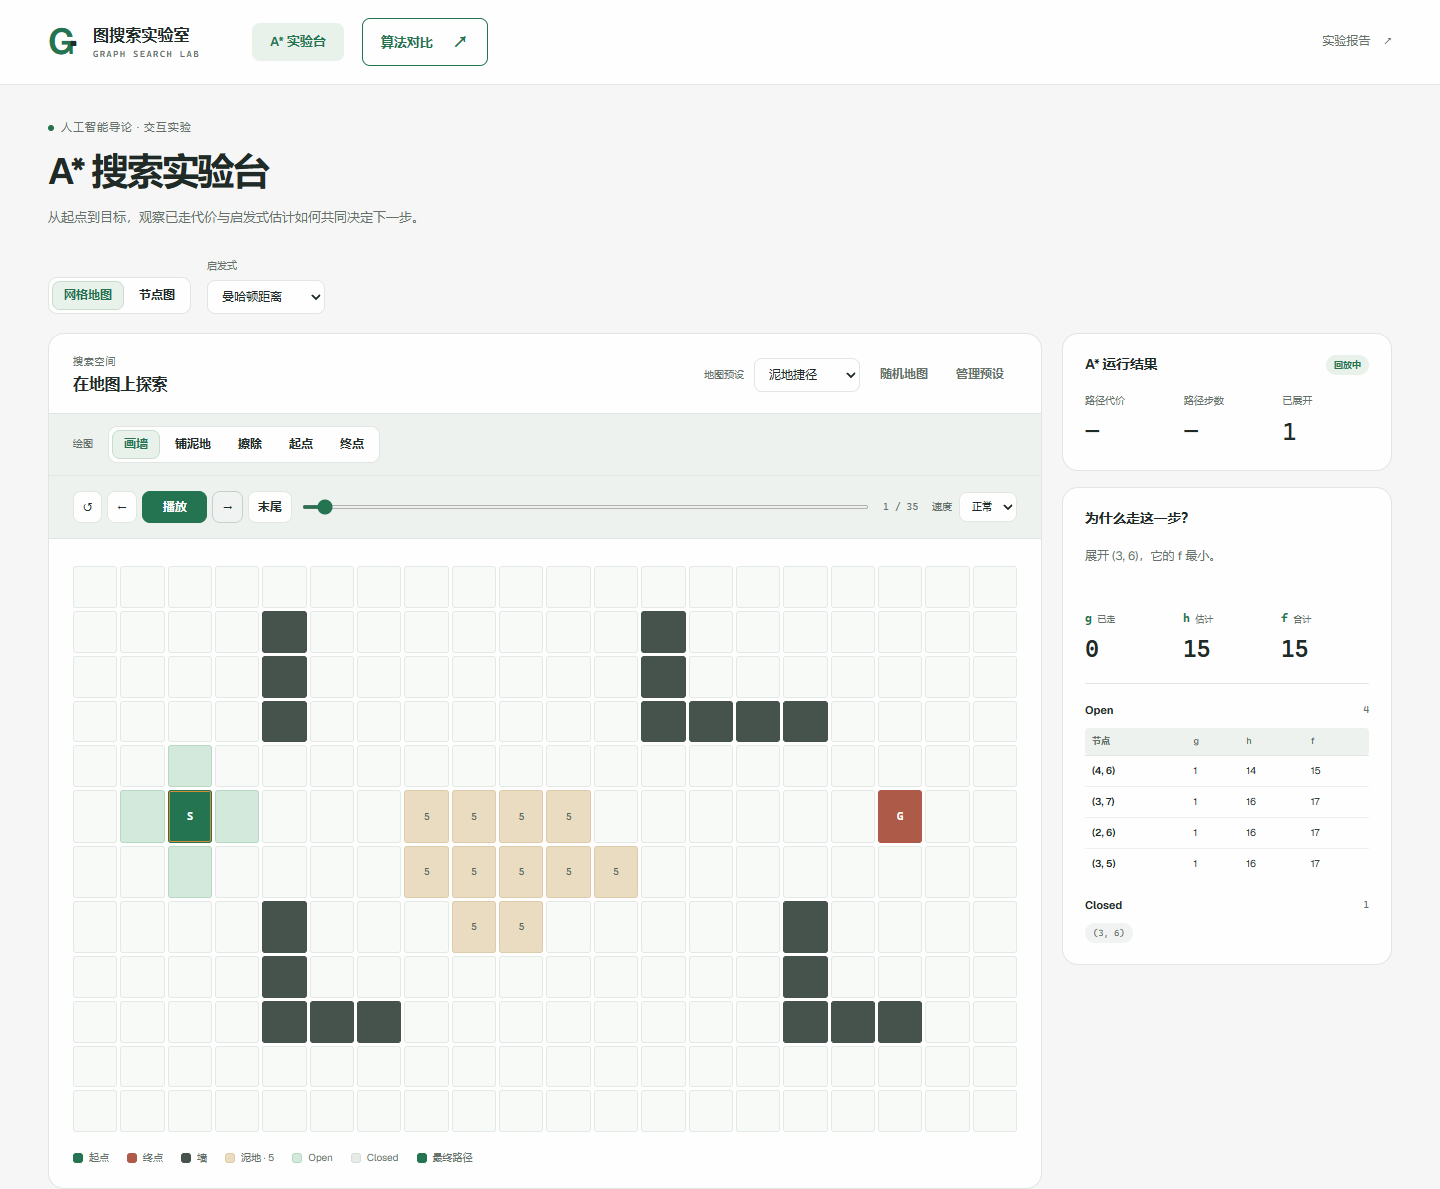 G 图搜索实验室
GRAPH SEARCH LAB
A* 实验台
算法对比 ↗
实验报告 ↗
人工智能导论 · 交互实验
A* 搜索实验台
从起点到目标，观察已走代价与启发式估计如何共同决定下一步。
网格地图 节点图
启发式
曼哈顿距离
搜索空间
在地图上探索
地图预设 泥地捷径 随机地图 管理预设
绘图 画墙 铺泥地 擦除 起点 终点
↺ ← 播放 → 末尾 1 / 35 速度 正常
S 5 5 5 5 G
5 5 5 5 5
5 5
起点 终点 墙 泥地 · 5 Open Closed 最终路径
A* 运行结果 回放中
路径代价 路径步数 已展开
— — 1
为什么走这一步？
展开 (3, 6)，它的 f 最小。
g 已走 h 估计 f 合计
0 15 15
Open 4
节点 g h f
(4, 6) 1 14 15
(3, 7) 1 16 17
(2, 6) 1 16 17
(3, 5) 1 16 17
Closed 1
(3, 6)